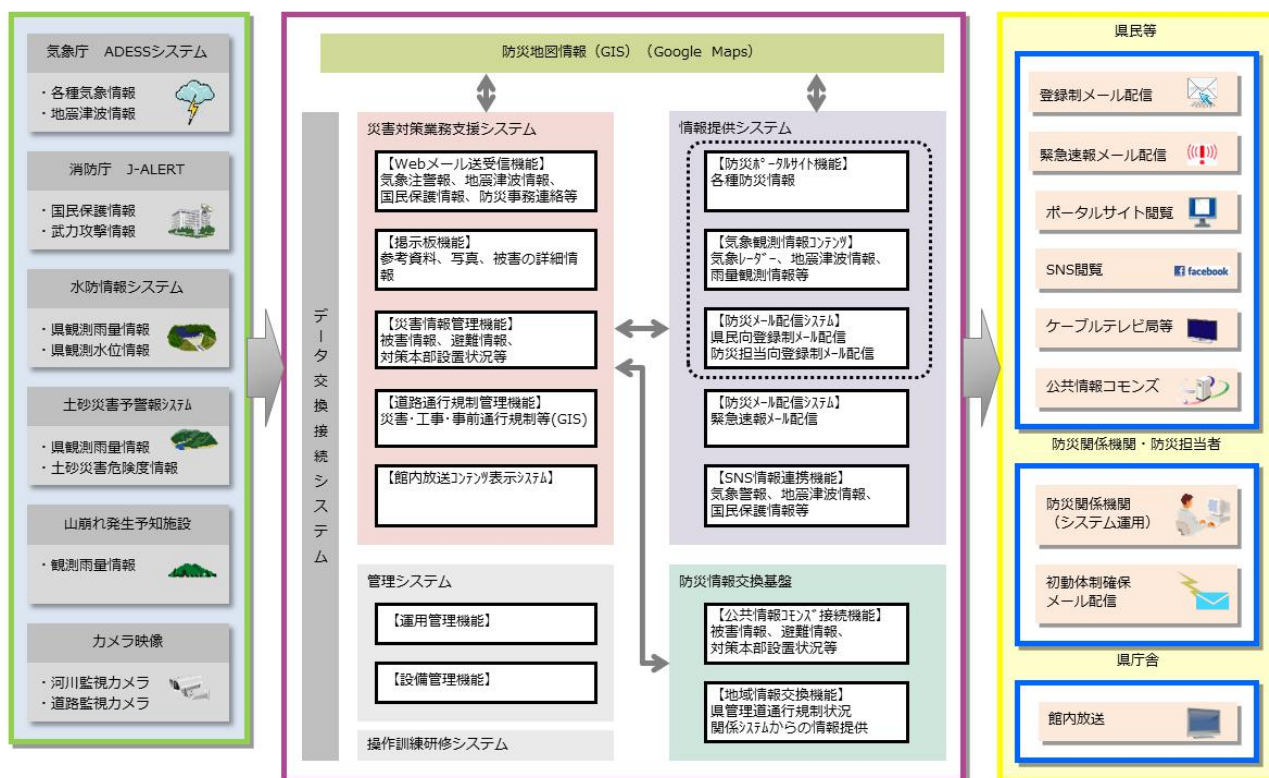 気象庁 ADESSシステム
・各種気象情報
・地震津波情報
消防庁 J-ALERT
・国民保護情報
・武力攻撃情報
水防情報システム
・県観測雨量情報
・県観測水位情報
土砂災害予警報ｼｽﾃﾑ
・県観測雨量情報
・土砂災害危険度情報
山崩れ発生予知施設
・観測雨量情報
カメラ映像
・河川監視カメラ
・道路監視カメラ
防災地図情報（GIS）（Google Maps）
データ交換接続システム
災害対策業務支援システム
【Webメール送受信機能】
気象注警報、地震津波情報、
国民保護情報、防災事務連絡等
【掲示板機能】
参考資料、写真、被害の詳細情
報
【災害情報管理機能】
被害情報、避難情報、
対策本部設置状況等
【道路通行規制管理機能】
災害･工事･事前通行規制等(GIS)
【館内放送ｺﾝﾃﾝﾂ表示ｼｽﾃﾑ】
管理システム
【運用管理機能】
【設備管理機能】
操作訓練研修システム
情報提供システム
【防災ﾎﾟｰﾀﾙｻｲﾄ機能】
各種防災情報
【気象観測情報ｺﾝﾃﾝﾂ】
気象ﾚｰﾀﾞｰ、地震津波情報、
雨量観測情報等
【防災ﾒｰﾙ配信ｼｽﾃﾑ】
県民向登録制ﾒｰﾙ配信
防災担当向登録制ﾒｰﾙ配信
【防災ﾒｰﾙ配信ｼｽﾃﾑ】
緊急速報ﾒｰﾙ配信
【SNS情報連携機能】
気象警報、地震津波情報、
国民保護情報等
防災情報交換基盤
【公共情報ｺﾓﾝｽﾞ接続機能】
被害情報、避難情報、
対策本部設置状況等
【地域情報交換機能】
県管理道通行規制状況
関係ｼｽﾃﾑからの情報提供
県民等
登録制メール配信
緊急速報メール配信
ポータルサイト閲覧
SNS閲覧
facebook
ケーブルテレビ局等
公共情報コモンズ
防災関係機関・防災担当者
防災関係機関
（システム運用）
初動体制確保
メール配信
県庁舎
館内放送